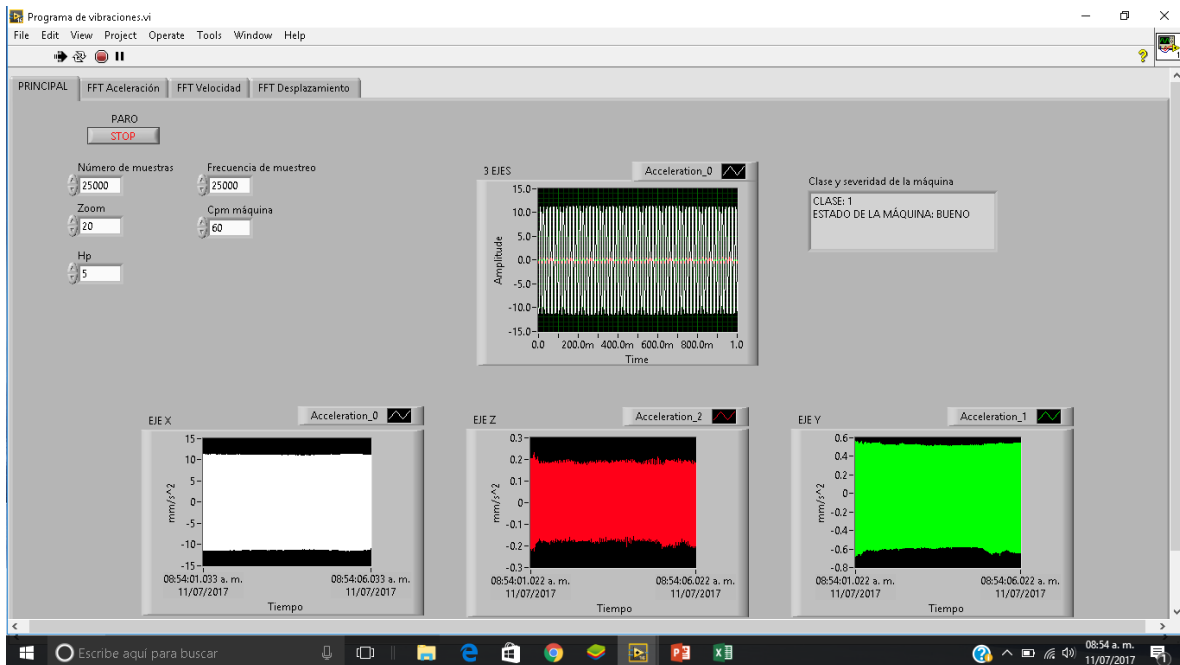 Programa de vibraciones.vi
File Edit View Project Operate Tools Window Help
PRINCIPAL FFT Aceleración FFT Velocidad FFT Desplazamiento
PARO
STOP
Número de muestras Frecuencia de muestreo
25000 25000
Zoom Cpm máquina
20 60
Hp
5
3 EJES Acceleration_0
15.0
10.0
5.0
0.0
-5.0
-10.0
-15.0
Amplitude
0.0 200.0m 400.0m 600.0m 800.0m 1.0
Time
Clase y severidad de la máquina
CLASE: 1
ESTADO DE LA MÁQUINA: BUENO
EJE X Acceleration_0
15
10
5
0
-5
-10
-15
mm/s^2
08:54:01.033 a. m. 08:54:06.033 a. m.
11/07/2017 11/07/2017
Tiempo
EJE Z Acceleration_2
0.3
0.2
0.1
0
-0.1
-0.2
-0.3
mm/s^2
08:54:01.022 a. m. 08:54:06.022 a. m.
11/07/2017 11/07/2017
Tiempo
EJE Y Acceleration_1
0.6
0.4
0.2
0
-0.2
-0.4
-0.6
-0.8
mm/s^2
08:54:01.022 a. m. 08:54:06.022 a. m.
11/07/2017 11/07/2017
Tiempo
Escribe aquí para buscar
08:54 a. m.
11/07/2017